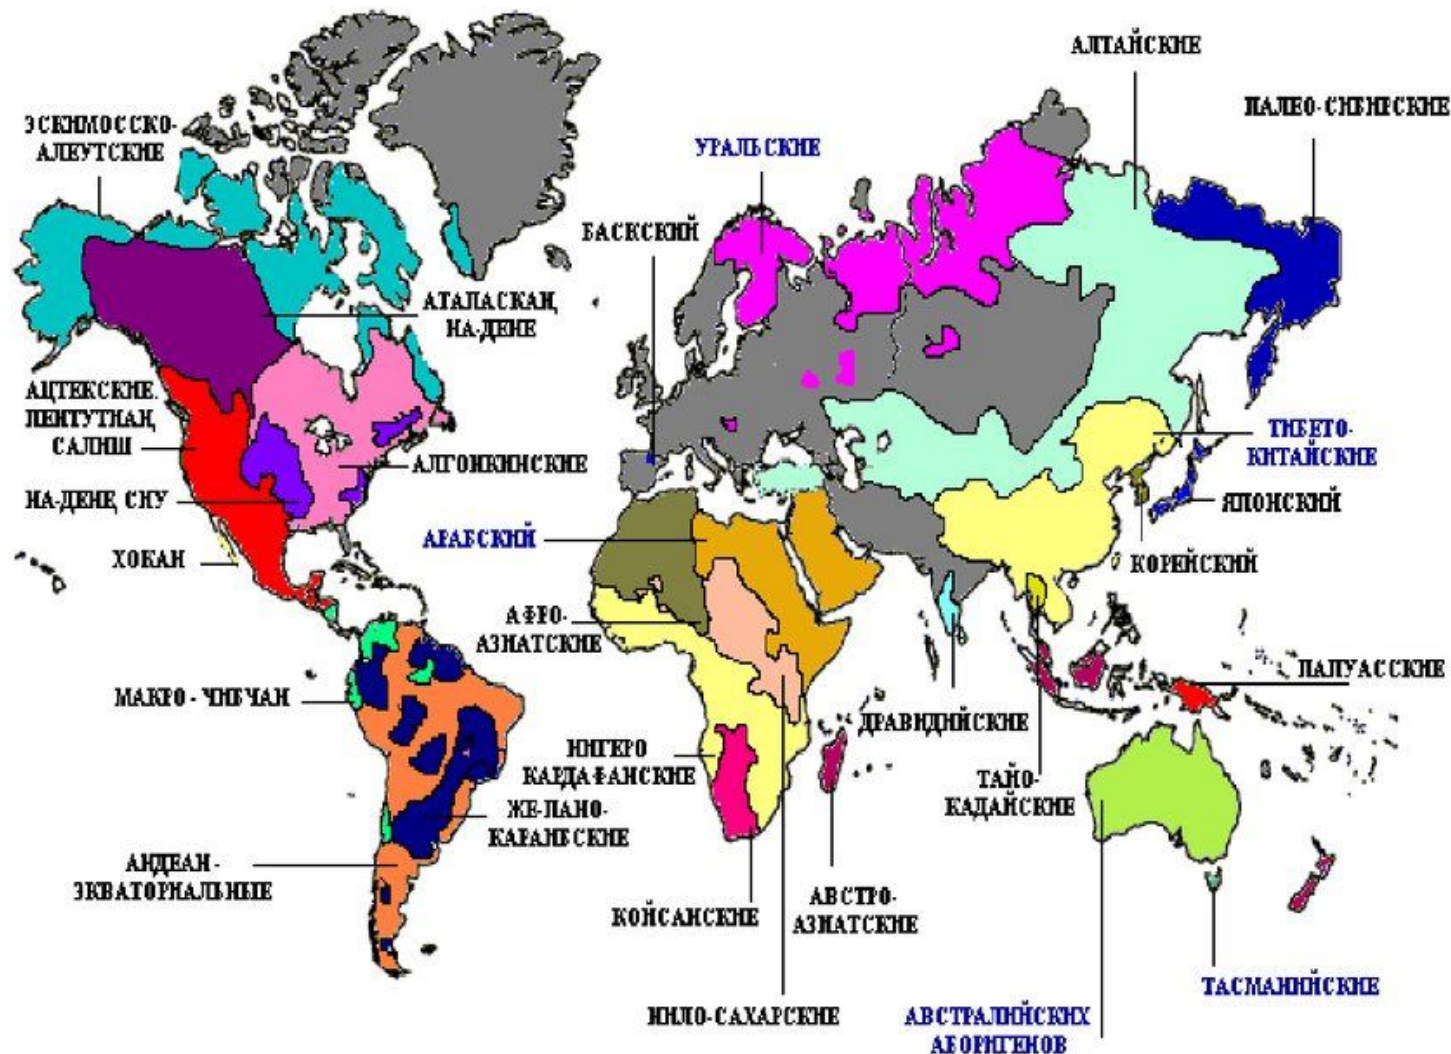 АЛТАЙСКИЕ
ПАЛЕО-СИБИРСКИЕ
ЭСКИМОССКО-
АЛЕУТСКИЕ
УРАЛЬСКИЕ
БАСКСКИЙ
АТАПАСКАН,
НА-ДЕНЕ
АЦТЕКСКИЕ,
ПЕНТУТИАН,
САЛИШ
АЛГОНКИНСКИЕ
ТИБЕТО-
КИТАЙСКИЕ
НА-ДЕНЕ, СИУ
ЯПОНСКИЙ
АРАБСКИЙ
ХОКАН
КОРЕЙСКИЙ
АФРО-
АЗИАТСКИЕ
ПАПУАССКИЕ
МАКРО - ЧИБЧАН
ДРАВИДИЙСКИЕ
НИГЕРО
КАРДАФАНСКИЕ
ТАЙО-
КАДАЙСКИЕ
ЖЕ-ПАНО-
КАРАИБСКИЕ
АНДЕАН -
ЭКВАТОРИАЛЬНЫЕ
КОЙСАНСКИЕ
АВСТРО-
АЗИАТСКИЕ
ТАСМАНИЙСКИЕ
НИЛО-САХАРСКИЕ
АВСТРАЛИЙСКИХ
АБОРИГЕНОВ